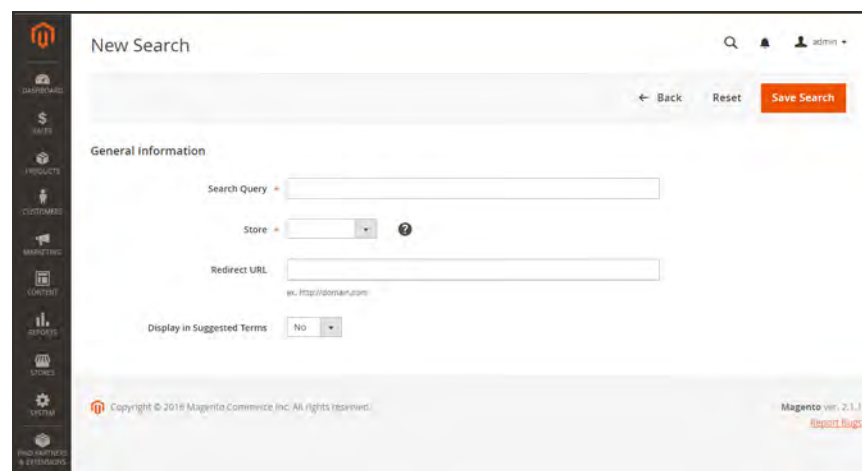 New Search
admin
DASHBOARD
SALES
PRODUCTS
CUSTOMERS
MARKETING
CONTENT
REPORTS
STORES
SYSTEM
FIND PARTNERS
& EXTENSIONS
← Back
Reset
Save Search
General Information
Search Query *
Store *
?
Redirect URL
ex. http://domain.com
Display in Suggested Terms
No
Copyright © 2016 Magento Commerce Inc. All rights reserved.
Magento ver. 2.1.1
Report Bugs